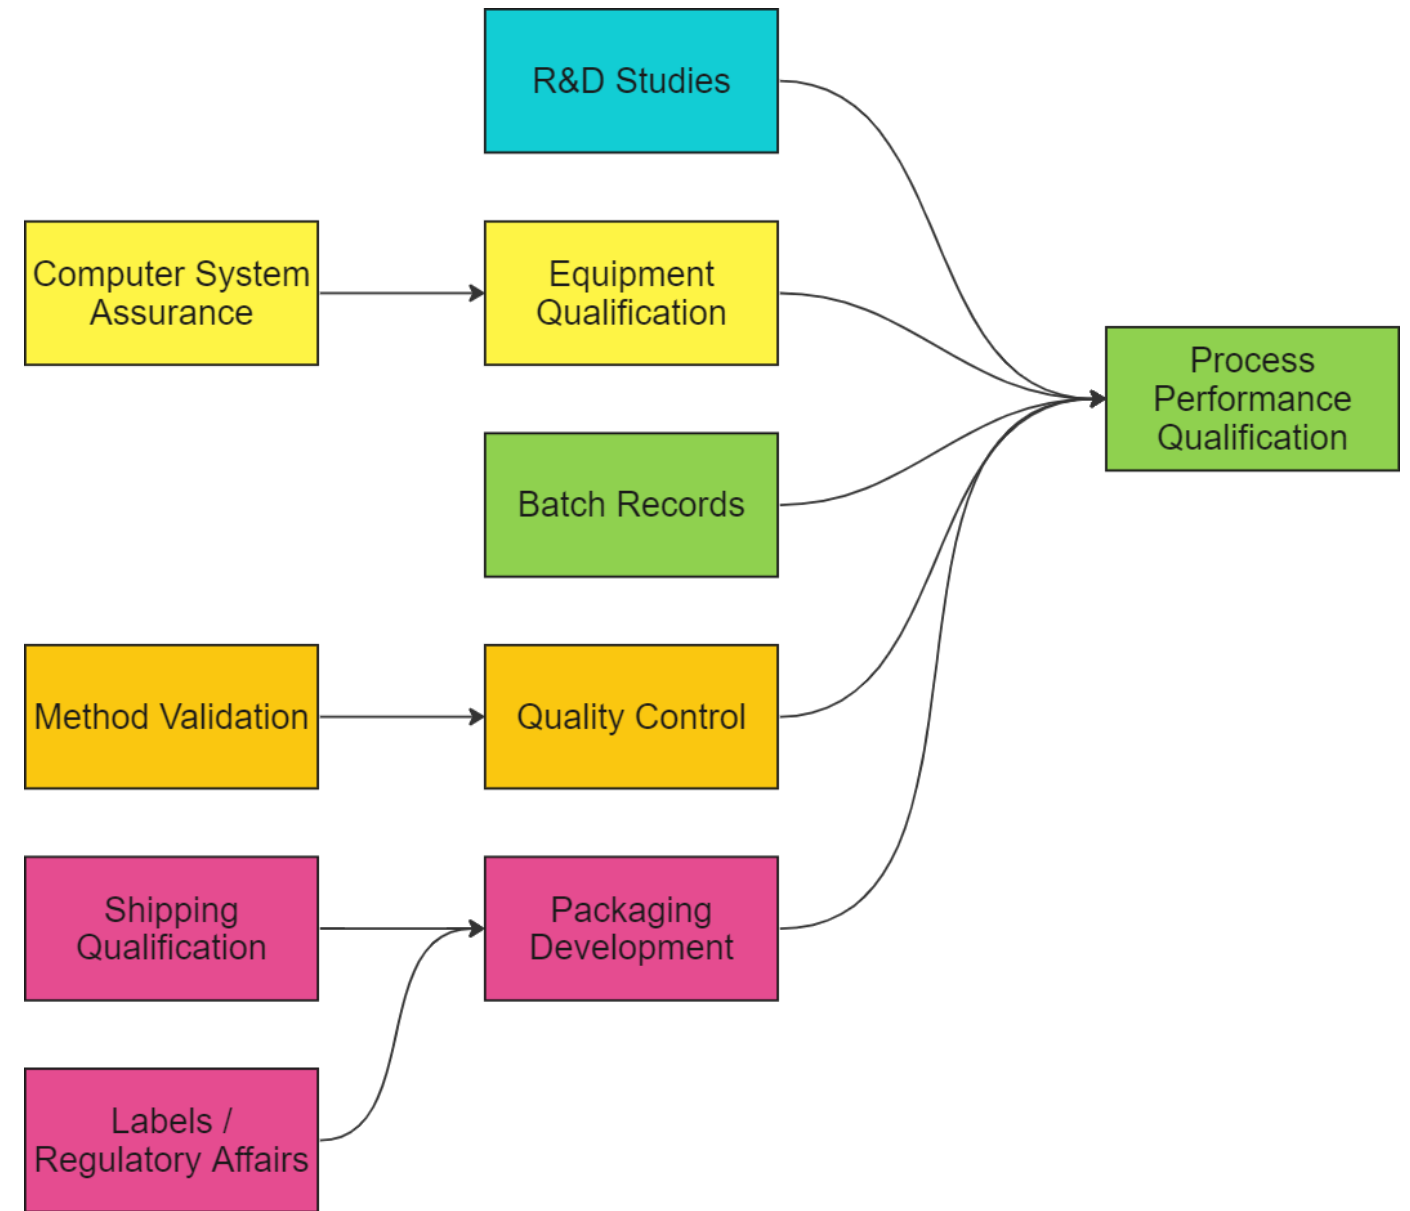 R&D Studies
Computer System
Assurance
Equipment
Qualification
Process
Performance
Qualification
Batch Records
Method Validation
Quality Control
Shipping
Qualification
Packaging
Development
Labels /
Regulatory Affairs